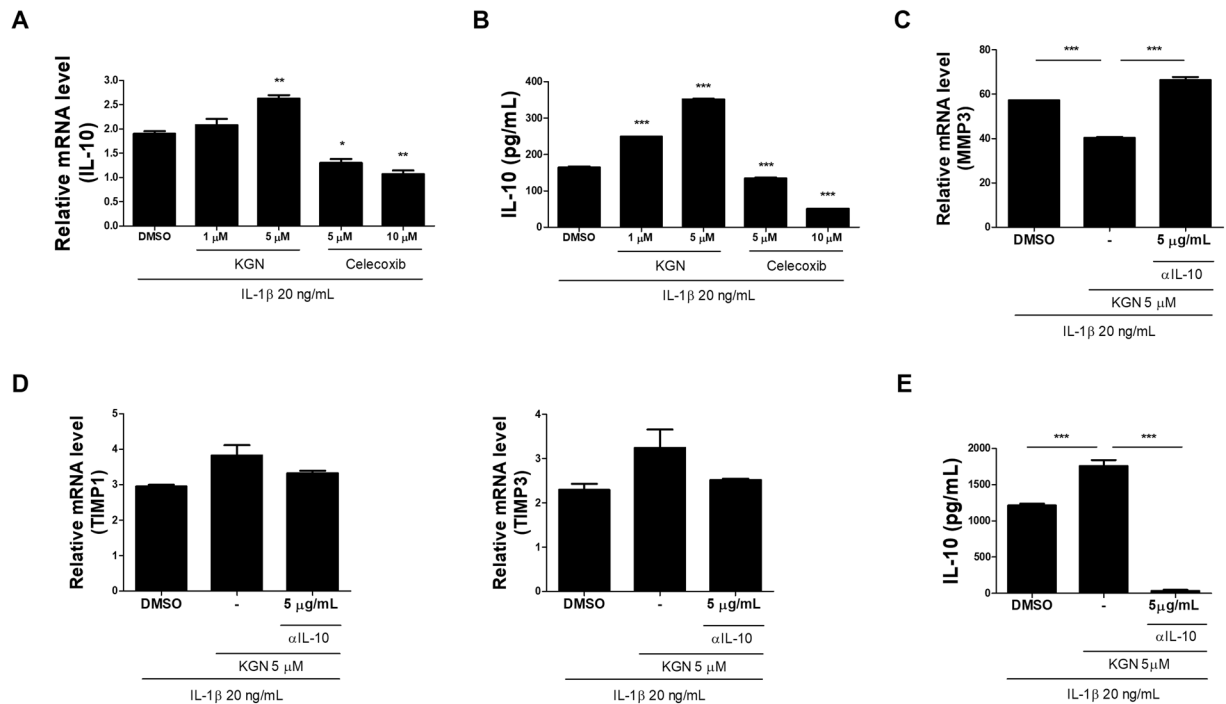 A
Relative mRNA level
(IL-10)
3.0
2.5
2.0
1.5
1.0
0.5
0.0
**
*
**
DMSO 1 μM 5 μM 5 μM 10 μM
KGN Celecoxib
IL-1β 20 ng/mL
B
IL-10 (pg/mL)
400
300
200
100
0
***
***
***
***
DMSO 1 μM 5 μM 5 μM 10 μM
KGN Celecoxib
IL-1β 20 ng/mL
C
Relative mRNA level
(MMP3)
80
60
40
20
0
*** ***
DMSO - 5 μg/mL
αIL-10
KGN 5 μM
IL-1β 20 ng/mL
D
Relative mRNA level
(TIMP1)
5
4
3
2
1
0
DMSO - 5 μg/mL
αIL-10
KGN 5 μM
IL-1β 20 ng/mL
Relative mRNA level
(TIMP3)
4
3
2
1
0
DMSO - 5 μg/mL
αIL-10
KGN 5 μM
IL-1β 20 ng/mL
E
IL-10 (pg/mL)
2000
1500
1000
500
0
*** ***
DMSO - 5μg/mL
αIL-10
KGN 5μM
IL-1β 20 ng/mL